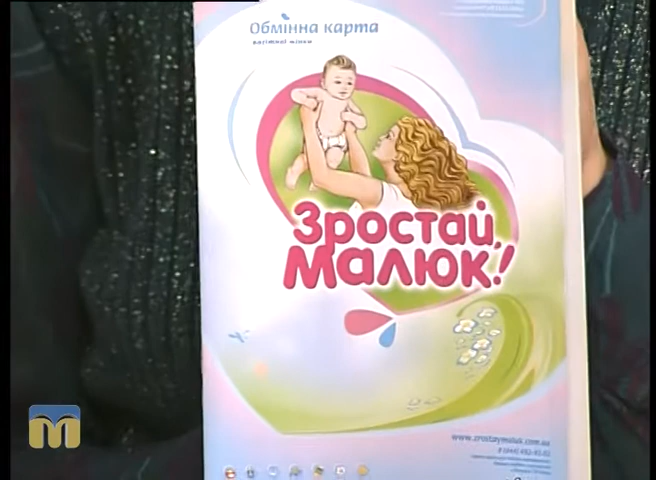 Обмінна карта
вагітної жінки
Зростай,
Малюк!
www.zrostaymaluk.com.ua
M